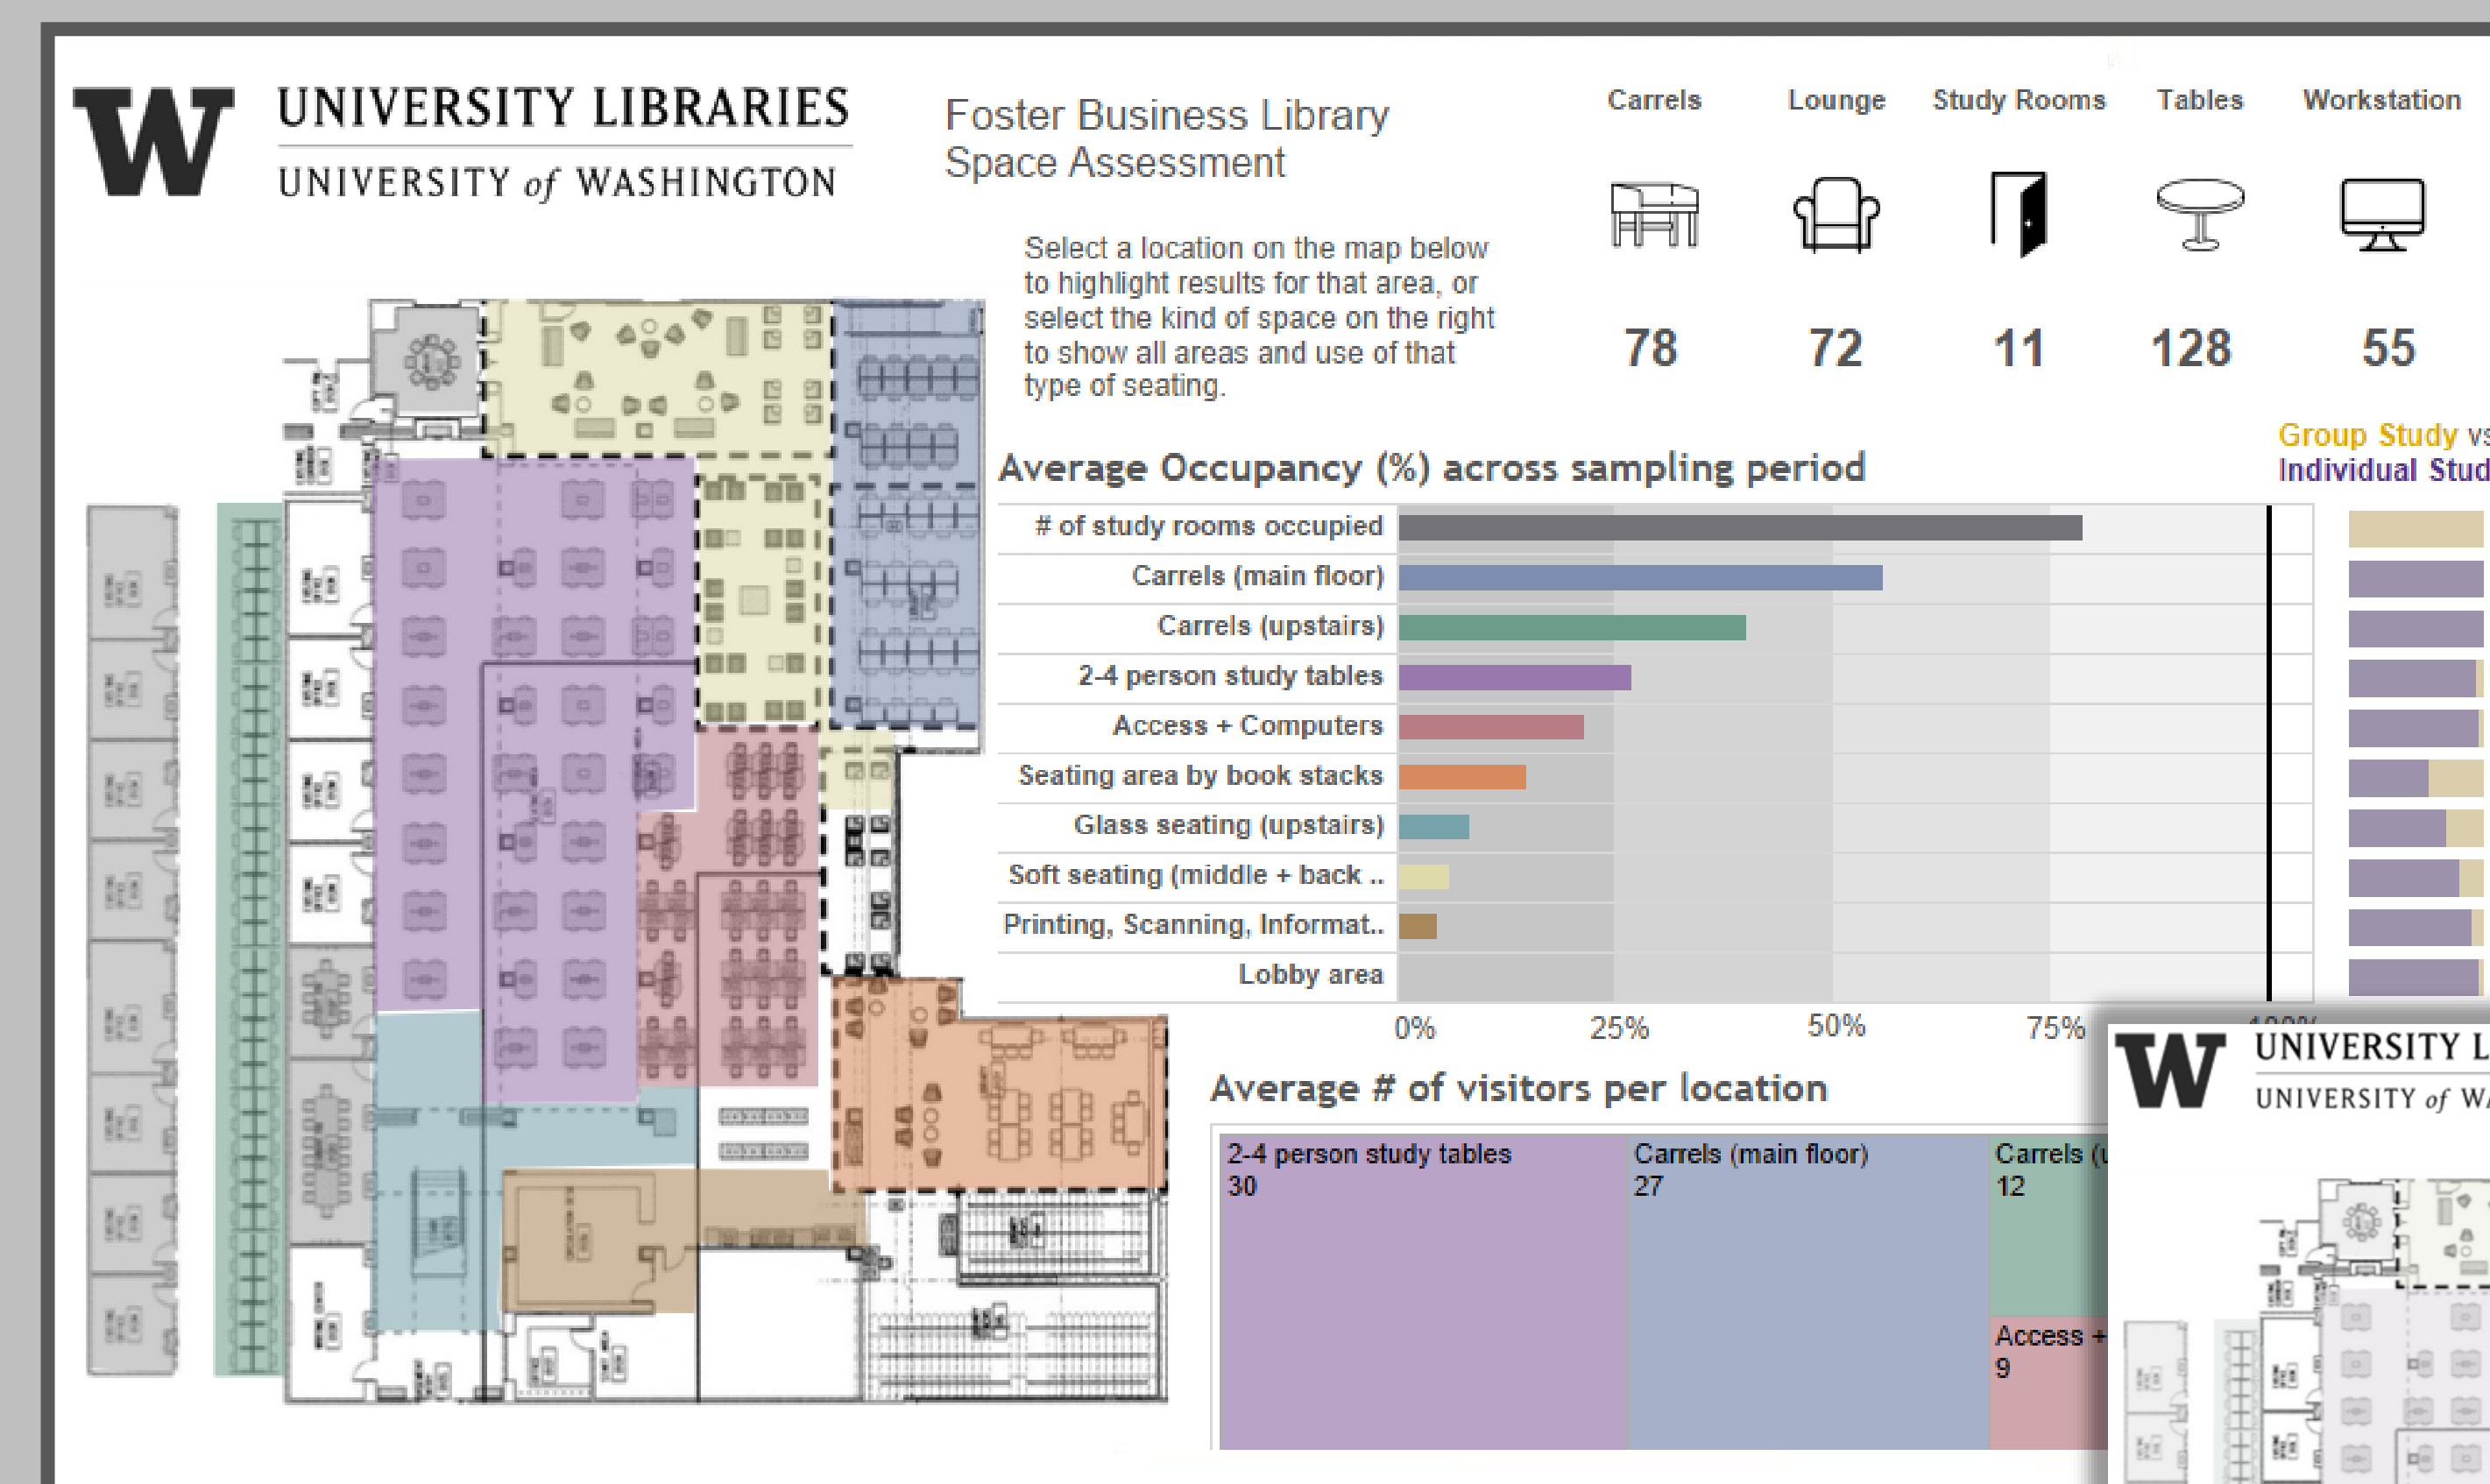 UNIVERSITY LIBRARIES
UNIVERSITY of WASHINGTON
Foster Business Library
Space Assessment
Select a location on the map below
to highlight results for that area, or
select the kind of space on the right
to show all areas and use of that
type of seating.
Carrels Lounge Study Rooms Tables Workstation
78 72 11 128 55
Group Study vs
Individual Stud
Average Occupancy (%) across sampling period
# of study rooms occupied
Carrels (main floor)
Carrels (upstairs)
2-4 person study tables
Access + Computers
Seating area by book stacks
Glass seating (upstairs)
Soft seating (middle + back ..
Printing, Scanning, Informat..
Lobby area
0% 25% 50% 75% 100%
Average # of visitors per location
2-4 person study tables
30
Carrels (main floor)
27
Carrels (u
12
Access +
9
W UNIVERSITY L
UNIVERSITY of WA